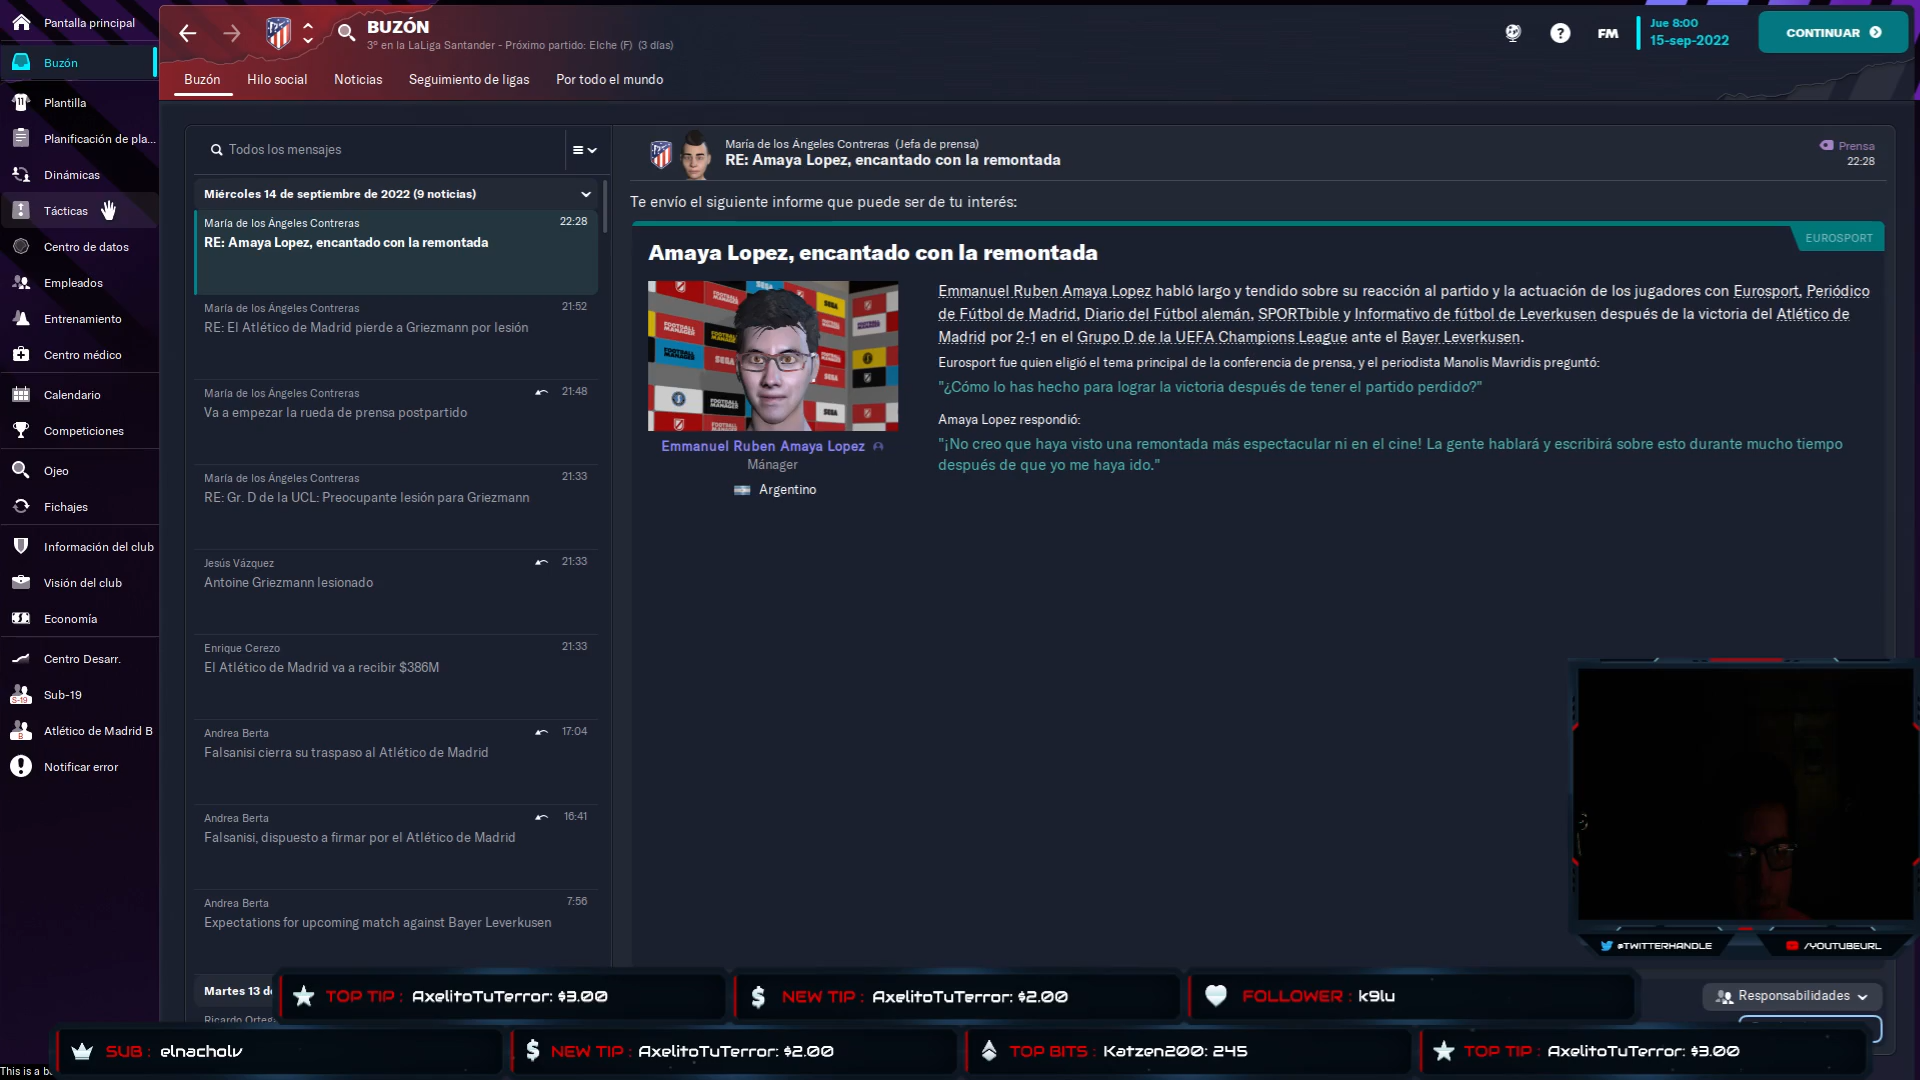 Pantalla principal
Buzón
Plantilla
Planificación de pla...
Dinámicas
Tácticas
Centro de datos
Empleados
Entrenamiento
Centro médico
Calendario
Competiciones
Ojeo
Fichajes
Información del club
Visión del club
Economía
Centro Desarr.
Sub-19
Atlético de Madrid B
Notificar error
BUZÓN
3º en la LaLiga Santander - Próximo partido: Elche (F) (3 días)
FM
Jue 8:00
15-sep-2022
CONTINUAR
Buzón
Hilo social
Noticias
Seguimiento de ligas
Por todo el mundo
Todos los mensajes
Miércoles 14 de septiembre de 2022 (9 noticias)
María de los Ángeles Contreras 22:28
RE: Amaya Lopez, encantado con la remontada
María de los Ángeles Contreras 21:52
RE: El Atlético de Madrid pierde a Griezmann por lesión
María de los Ángeles Contreras 21:48
Va a empezar la rueda de prensa postpartido
María de los Ángeles Contreras 21:33
RE: Gr. D de la UCL: Preocupante lesión para Griezmann
Jesús Vázquez 21:33
Antoine Griezmann lesionado
Enrique Cerezo 21:33
El Atlético de Madrid va a recibir $386M
Andrea Berta 17:04
Falsanisi cierra su traspaso al Atlético de Madrid
Andrea Berta 16:41
Falsanisi, dispuesto a firmar por el Atlético de Madrid
Andrea Berta 7:56
Expectations for upcoming match against Bayer Leverkusen
Martes 13 de
Ricardo Orteg
María de los Ángeles Contreras (Jefa de prensa)
RE: Amaya Lopez, encantado con la remontada
Prensa
22:28
Te envío el siguiente informe que puede ser de tu interés:
EUROSPORT
Amaya Lopez, encantado con la remontada
Emmanuel Ruben Amaya Lopez
Mánager
Argentino
Emmanuel Ruben Amaya Lopez habló largo y tendido sobre su reacción al partido y la actuación de los jugadores con Eurosport, Periódico
de Fútbol de Madrid, Diario del Fútbol alemán, SPORTbible y Informativo de fútbol de Leverkusen después de la victoria del Atlético de
Madrid por 2-1 en el Grupo D de la UEFA Champions League ante el Bayer Leverkusen.
Eurosport fue quien eligió el tema principal de la conferencia de prensa, y el periodista Manolis Mavridis preguntó:
"¿Cómo lo has hecho para lograr la victoria después de tener el partido perdido?"
Amaya Lopez respondió:
"¡No creo que haya visto una remontada más espectacular ni en el cine! La gente hablará y escribirá sobre esto durante mucho tiempo
después de que yo me haya ido."
@TWITTERHANDLE
/YOUTUBEURL
Responsabilidades
TOP TIP : AxelitoTuTerror: $3.00
NEW TIP : AxelitoTuTerror: $2.00
FOLLOWER : k9lu
SUB : elnacholv
NEW TIP : AxelitoTuTerror: $2.00
TOP BITS : Katzen200: 245
TOP TIP : AxelitoTuTerror: $3.00
This is a b